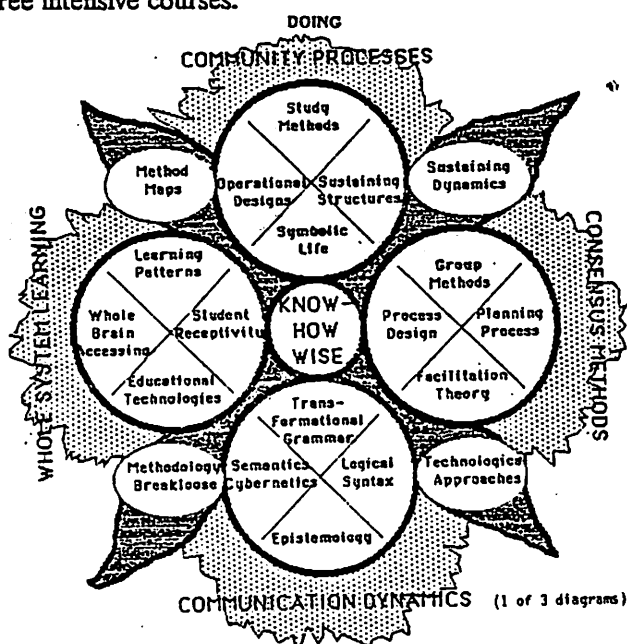 ree intensive courses.
DOING
COMMUNITY PROCESSES
Study
Methods
Operational
Designs
Sustaining
Structures
Symbolic
Life
Method
Maps
Sustaining
Dynamics
WHOLE SYSTEM LEARNING
Learning
Patterns
Whole
Brain
Accessing
Student
Receptivity
Educational
Technologies
KNOW-
HOW
WISE
CONSENSUS METHODS
Group
Methods
Process
Design
Planning
Process
Facilitation
Theory
Trans-
Formational
Grammar
Semantics
Cybernetics
Logical
Syntax
Epistemology
Methodology
Breakloose
Technological
Approaches
COMMUNICATION DYNAMICS (1 of 3 diagrams)